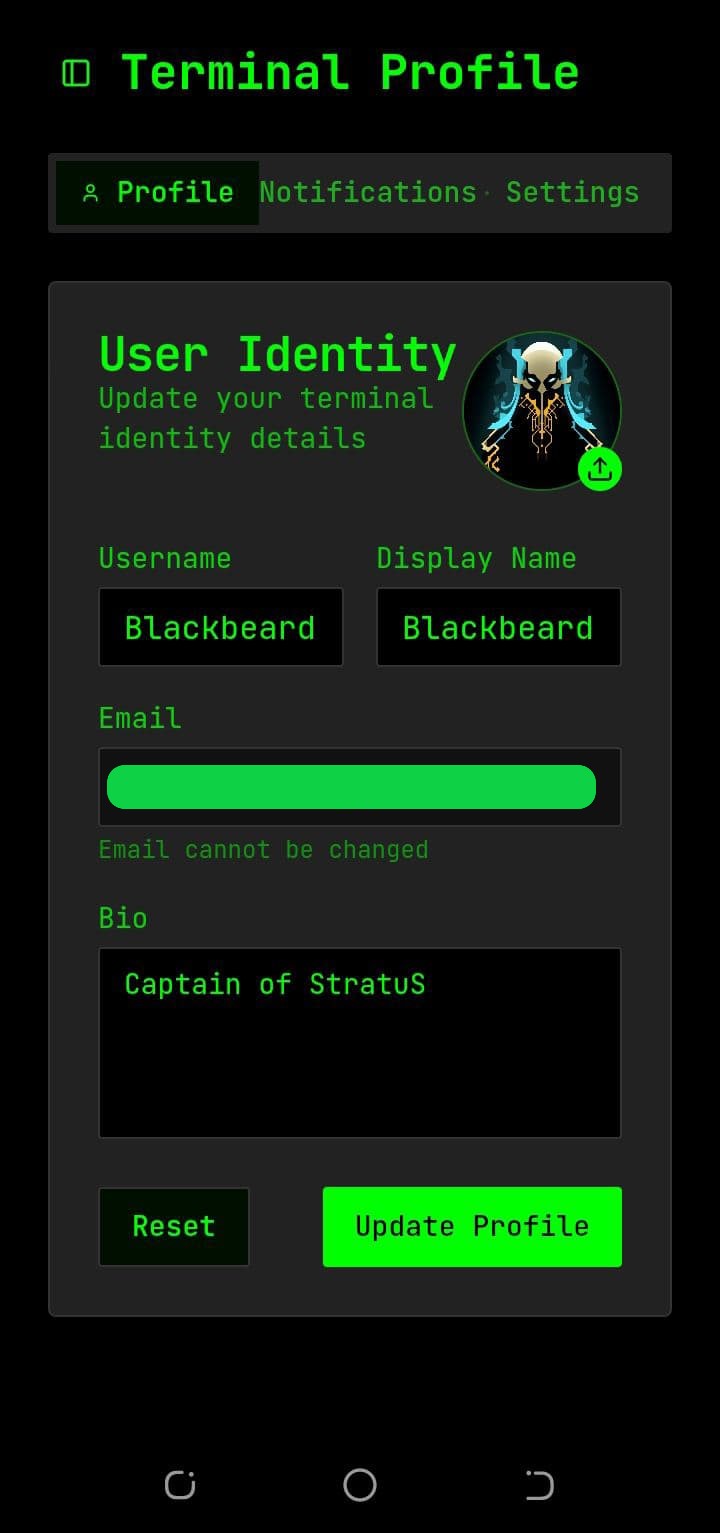 Terminal Profile
Profile Notifications Settings
User Identity
Update your terminal
identity details
Username Display Name
Blackbeard Blackbeard
Email
Email cannot be changed
Bio
Captain of StratuS
Reset Update Profile